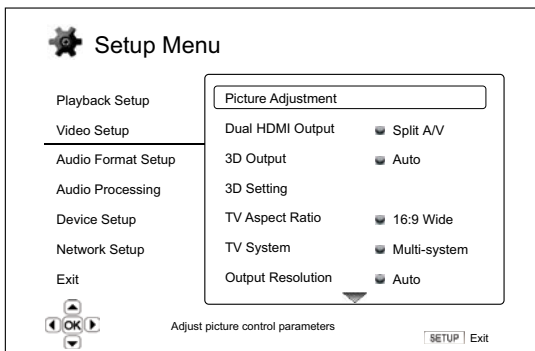 Setup Menu
Playback Setup
Video Setup
Audio Format Setup
Audio Processing
Device Setup
Network Setup
Exit
Picture Adjustment
Dual HDMI Output Split A/V
3D Output Auto
3D Setting
TV Aspect Ratio 16:9 Wide
TV System Multi-system
Output Resolution Auto
OK
Adjust picture control parameters
SETUP Exit